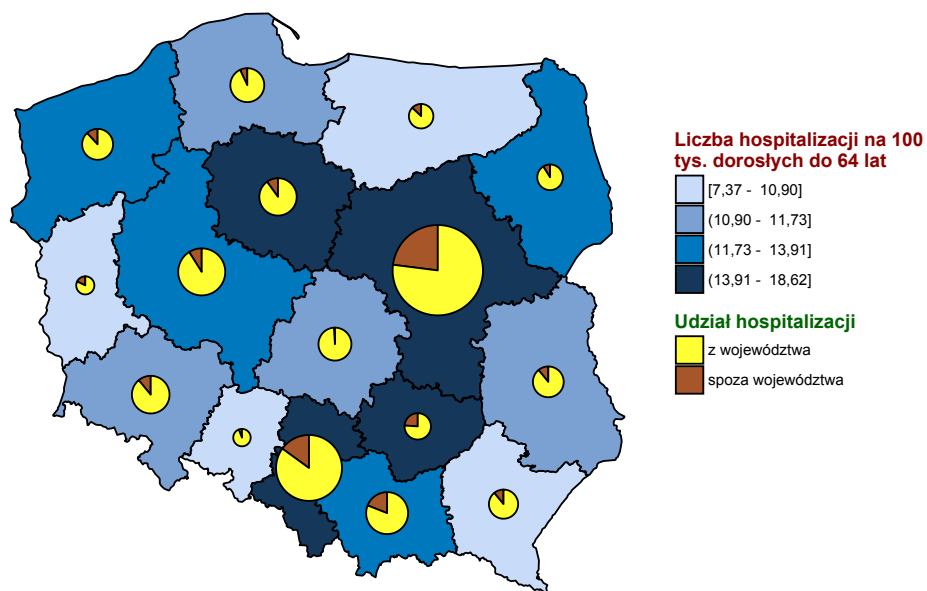 Liczba hospitalizacji na 100
tys. dorosłych do 64 lat
[7,37 - 10,90]
(10,90 - 11,73]
(11,73 - 13,91]
(13,91 - 18,62]
Udział hospitalizacji
z województwa
spoza województwa